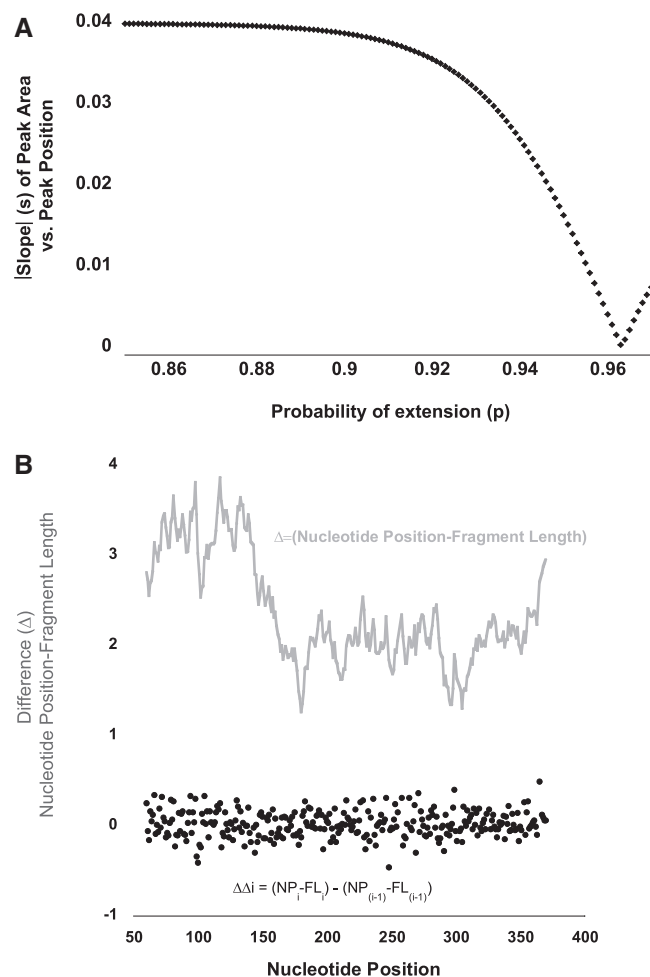 A
|Slope| (s) of Peak Area
vs. Peak Position
0.04
0.03
0.02
0.01
0
0.86 0.88 0.9 0.92 0.94 0.96
Probability of extension (p)
B
Difference (Δ)
Nucleotide Position-Fragment Length
4
3
2
1
0
-1
Δ=(Nucleotide Position-Fragment Length)
ΔΔi = (NPi-FLi) - (NP(i-1)-FL(i-1))
50 100 150 200 250 300 350 400
Nucleotide Position